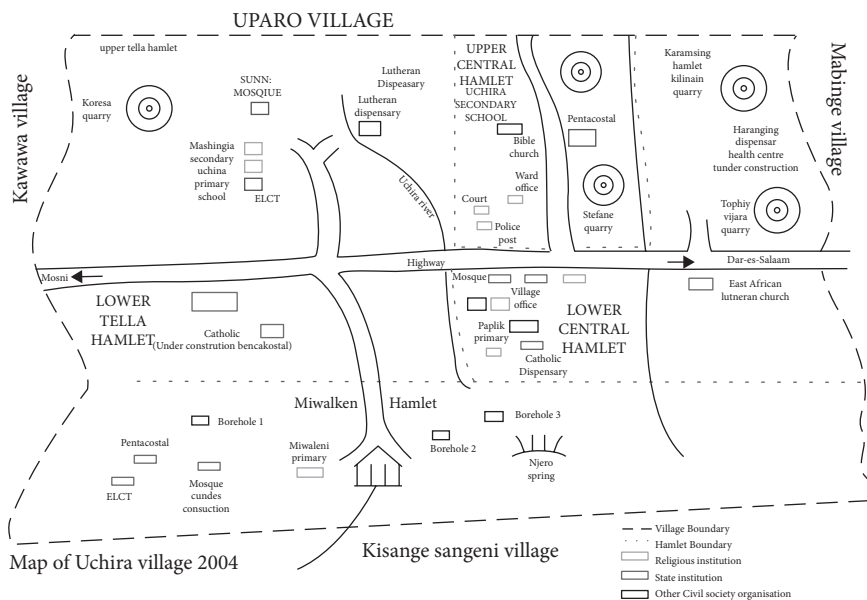 UPARO VILLAGE
upper tella hamlet
Kawawa village
Mabinge village
Koresa
quarry
SUNN:
MOSQIUE
Lutheran
Dispeasary
Lutheran
dispensary
UPPER
CENTRAL
HAMLET
UCHIRA
SECONDARY
SCHOOL
Bible
church
Ward
office
Court
Police
post
Pentacostal
Stefane
quarry
Karamsing
hamlet
kilinain
quarry
Haranging
dispensar
health centre
tunder construction
Tophiy
vijara
quarry
Mashingia
secondary
uchina
primary
school
ELCT
Uchira river
Highway
Mosni
Dar-es-Salaam
LOWER
TELLA
HAMLET
Catholic
(Under constrution bencakostal)
Mosque
Village
office
Paplik
primary
Catholic
Dispensary
LOWER
CENTRAL
HAMLET
East African
lutneran church
Miwalken Hamlet
Borehole 1
Borehole 2
Borehole 3
Pentacostal
ELCT
Mosque
cundes
consuction
Miwaleni
primary
Njero
spring
Map of Uchira village 2004
Kisange sangeni village
Village Boundary
Hamlet Boundary
Religious institution
State institution
Other Civil society organisation